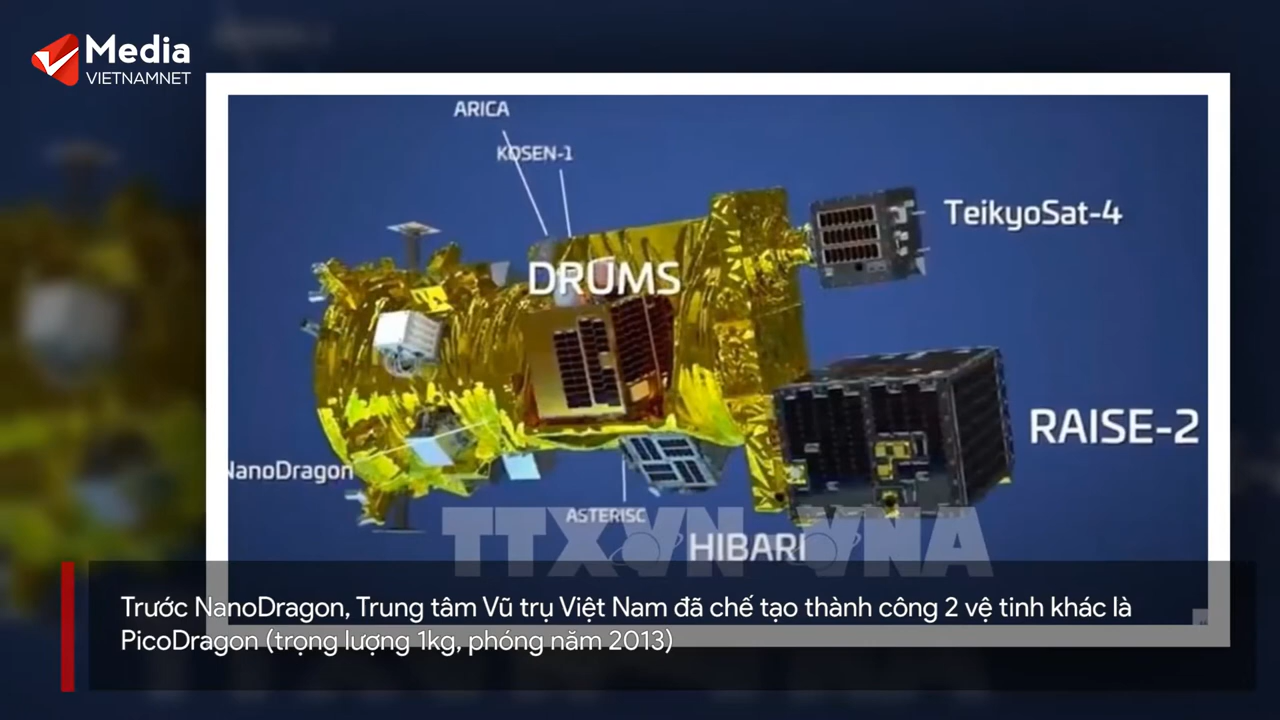 Media
VIETNAMNET
ARICA
KOSEN-1
TeikyoSat-4
DRUMS
RAISE-2
NanoDragon
ASTERISC
HIBARI
TTXVN VNA
Trước NanoDragon, Trung tâm Vũ trụ Việt Nam đã chế tạo thành công 2 vệ tinh khác là
PicoDragon (trọng lượng 1kg, phóng năm 2013)